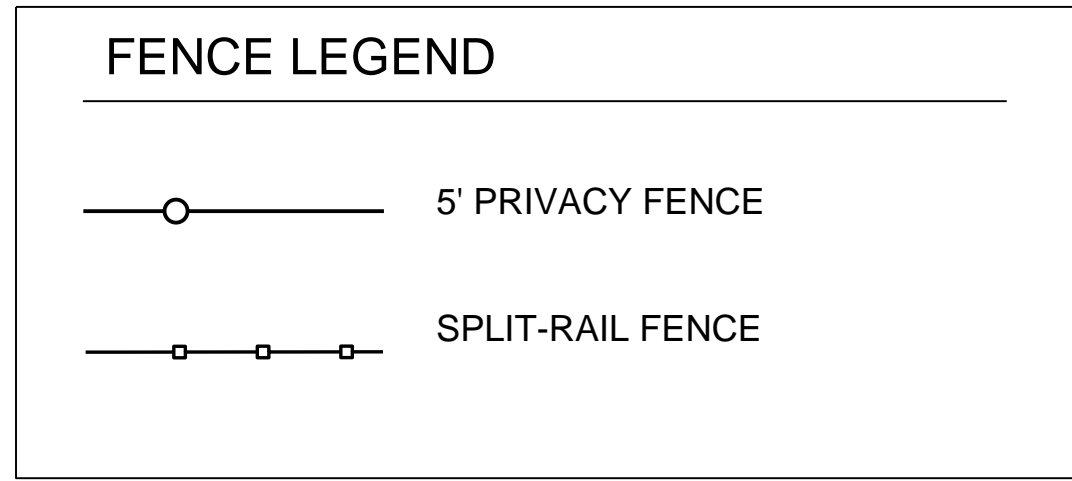 FENCE LEGEND
5' PRIVACY FENCE
SPLIT-RAIL FENCE